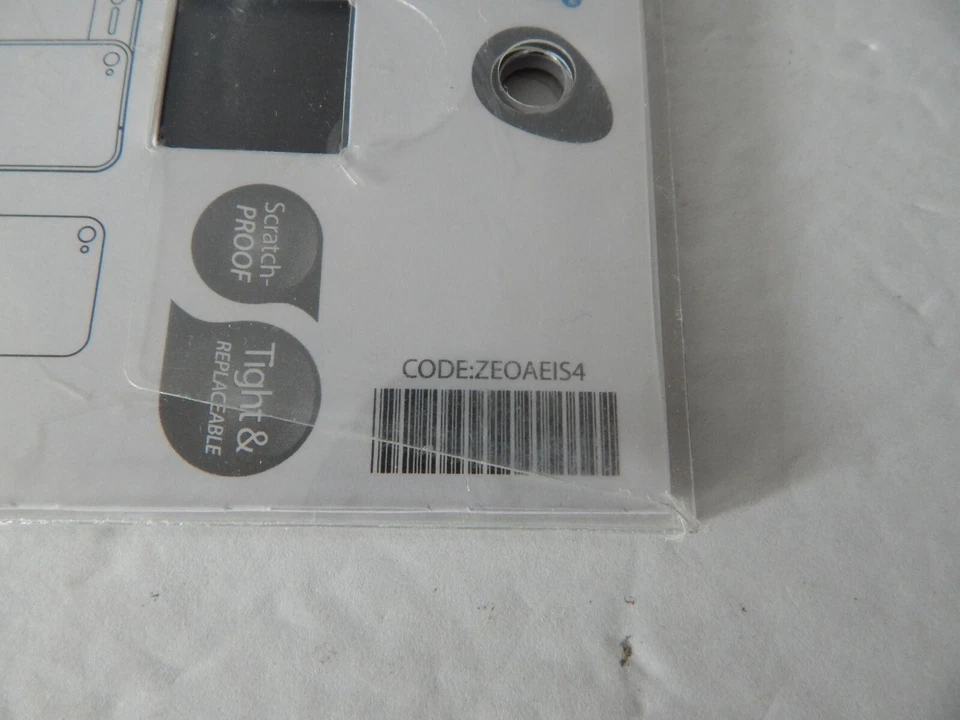 Scratch-
PROOF
Tight &
REPLACEABLE
CODE:ZEOAEIS4